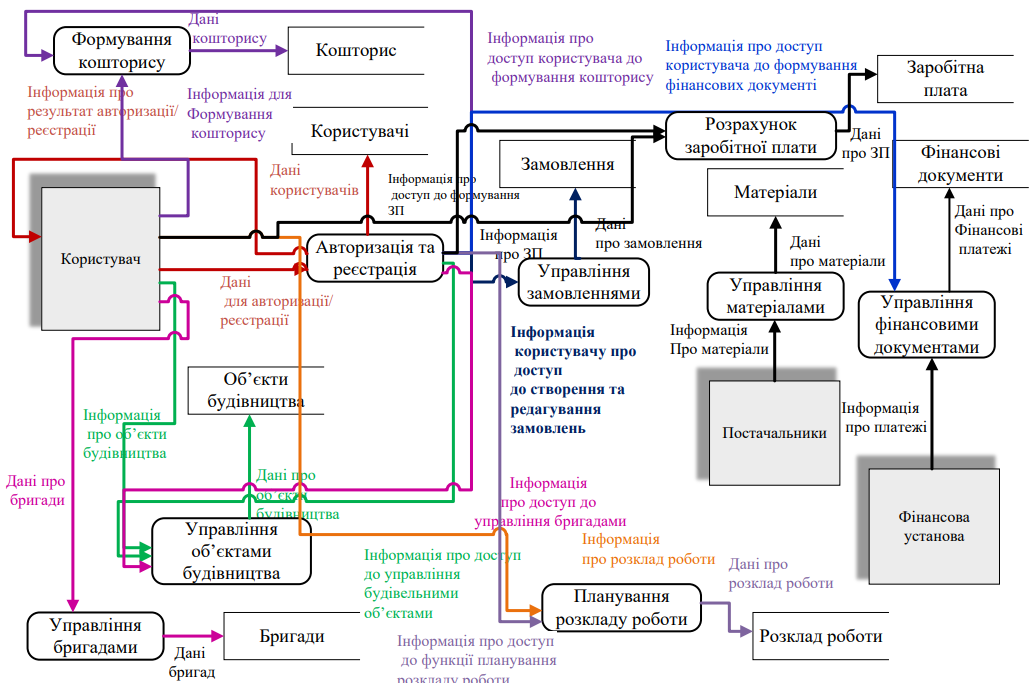 Формування
кошторису
Дані
кошторису
Кошторис
Інформація про
доступ користувача до
формування кошторису
Інформація про доступ
користувача до формування
фінансових документі
Заробітна
плата
Інформація про
результат авторизації/
реєстрації
Інформація для
Формування
кошторису
Користувачі
Розрахунок
заробітної плати
Дані
про ЗП
Замовлення
Фінансові
документи
Дані
користувачів
Інформація про
доступ до формування
ЗП
Матеріали
Користувач
Авторизація та
реєстрація
Інформація
про ЗП
Дані
про замовлення
Дані
про матеріали
Дані про
Фінансові
платежі
Дані
для авторизації/
реєстрації
Управління
замовленнями
Управління
матеріалами
Управління
фінансовими
документами
Інформація
користувачу про
доступ
до створення та
редагування
замовлень
Інформація
Про матеріали
Об’єкти
будівництва
Інформація
про об’єкти
будівництва
Постачальники
Інформація
про платежі
Дані про
бригади
Дані про
об’єкти
будівництва
Інформація
про доступ до
управління бригадами
Фінансова
установа
Управління
об’єктами
будівництва
Інформація про доступ
до управління
будівельними
об’єктами
Інформація
про розклад роботи
Дані про
розклад роботи
Планування
розкладу роботи
Управління
бригадами
Дані
бригад
Бригади
Інформація про доступ
до функції планування
розкладу роботи
Розклад роботи